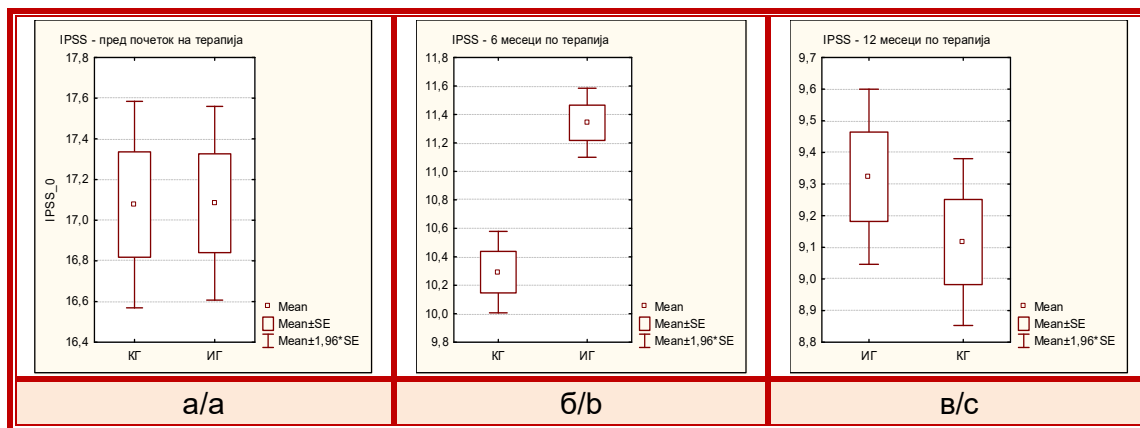 IPSS - пред почеток на терапија
17,8
17,6
17,4
17,2
17,0
16,8
16,6
16,4
IPSS_0
КГ
ИГ
Mean
Mean±SE
Mean±1,96*SE
IPSS - 6 месеци по терапија
11,8
11,6
11,4
11,2
11,0
10,8
10,6
10,4
10,2
10,0
9,8
КГ
ИГ
Mean
Mean±SE
Mean±1,96*SE
IPSS - 12 месеци по терапија
9,7
9,6
9,5
9,4
9,3
9,2
9,1
9,0
8,9
8,8
ИГ
КГ
Mean
Mean±SE
Mean±1,96*SE
а/a
б/b
в/c